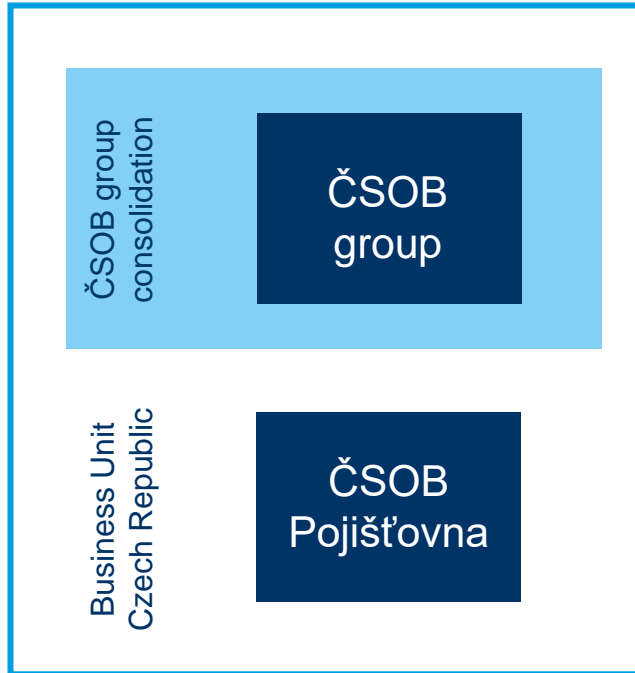 ČSOB group
consolidation
ČSOB
group
Business Unit
Czech Republic
ČSOB
Pojišťovna